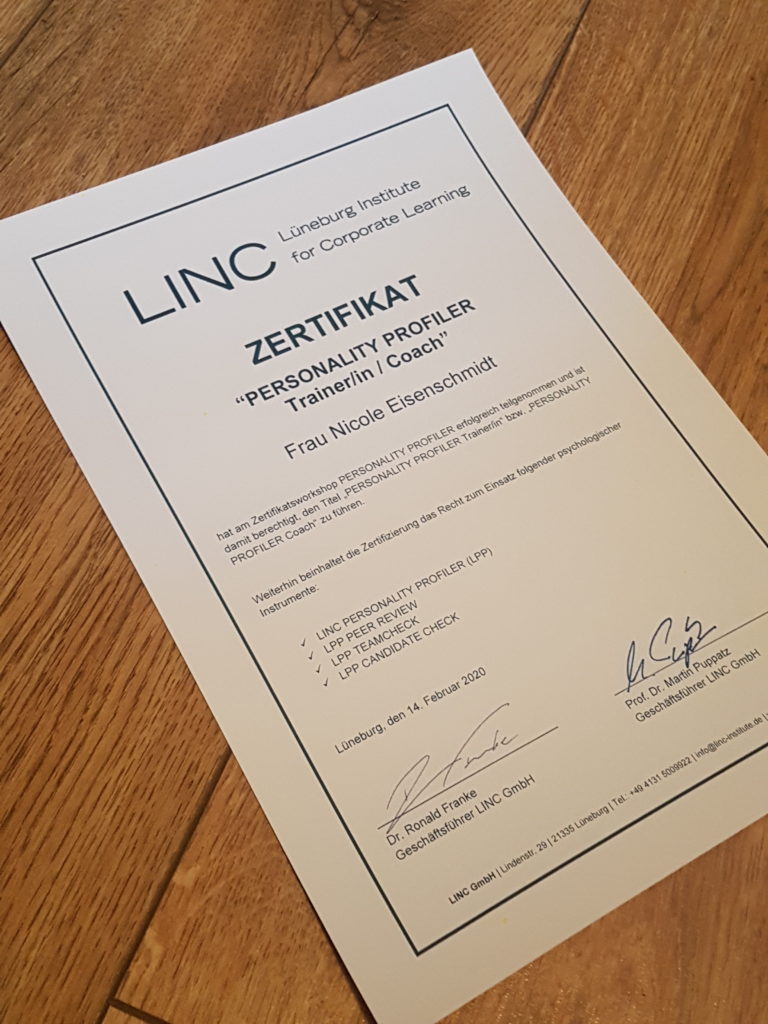 LINC
Lüneburg Institute
for Corporate Learning
ZERTIFIKAT
“PERSONALITY PROFILER
Trainer/in / Coach”
Frau Nicole Eisenschmidt
hat am Zertifikatsworkshop PERSONALITY PROFILER erfolgreich teilgenommen und ist
damit berechtigt, den Titel „PERSONALITY PROFILER Trainer/in“ bzw. „PERSONALITY
PROFILER Coach“ zu führen.
Weiterhin beinhaltet die Zertifizierung das Recht zum Einsatz folgender psychologischer
Instrumente:
✓ LINC PERSONALITY PROFILER (LPP)
✓ LPP PEER REVIEW
✓ LPP TEAMCHECK
✓ LPP CANDIDATE CHECK
Lüneburg, den 14. Februar 2020
Dr. Ronald Franke
Geschäftsführer LINC GmbH
Prof. Dr. Martin Puppatz
Geschäftsführer LINC GmbH
LINC GmbH | Lindenstr. 29 | 21335 Lüneburg | Tel.: +49 4131 5009922 | info@linc-institute.de |